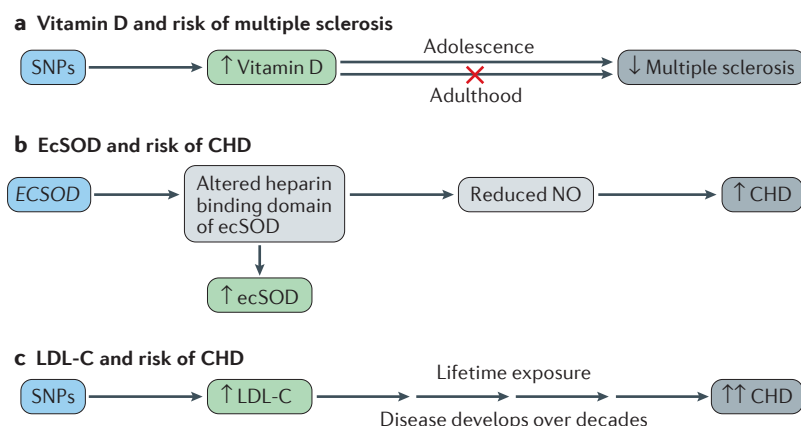 a Vitamin D and risk of multiple sclerosis
SNPs
↑ Vitamin D
Adolescence
Adulthood
↓ Multiple sclerosis
b EcSOD and risk of CHD
ECSOD
Altered heparin
binding domain
of ecSOD
Reduced NO
↑ CHD
↑ ecSOD
c LDL-C and risk of CHD
SNPs
↑ LDL-C
Lifetime exposure
Disease develops over decades
↑↑ CHD